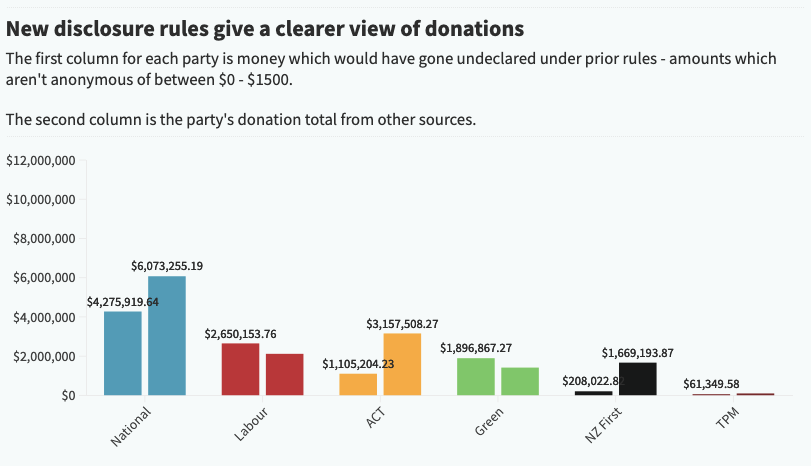 New disclosure rules give a clearer view of donations
The first column for each party is money which would have gone undeclared under prior rules - amounts which
aren't anonymous of between $0 - $1500.
The second column is the party's donation total from other sources.
$12,000,000
$10,000,000
$8,000,000
$6,000,000
$4,000,000
$2,000,000
$0
$4,275,919.64
$6,073,255.19
$2,650,153.76
$1,105,204.23
$3,157,508.27
$1,896,867.27
$208,022.82
$1,669,193.87
$61,349.58
National
Labour
ACT
Green
NZ First
TPM